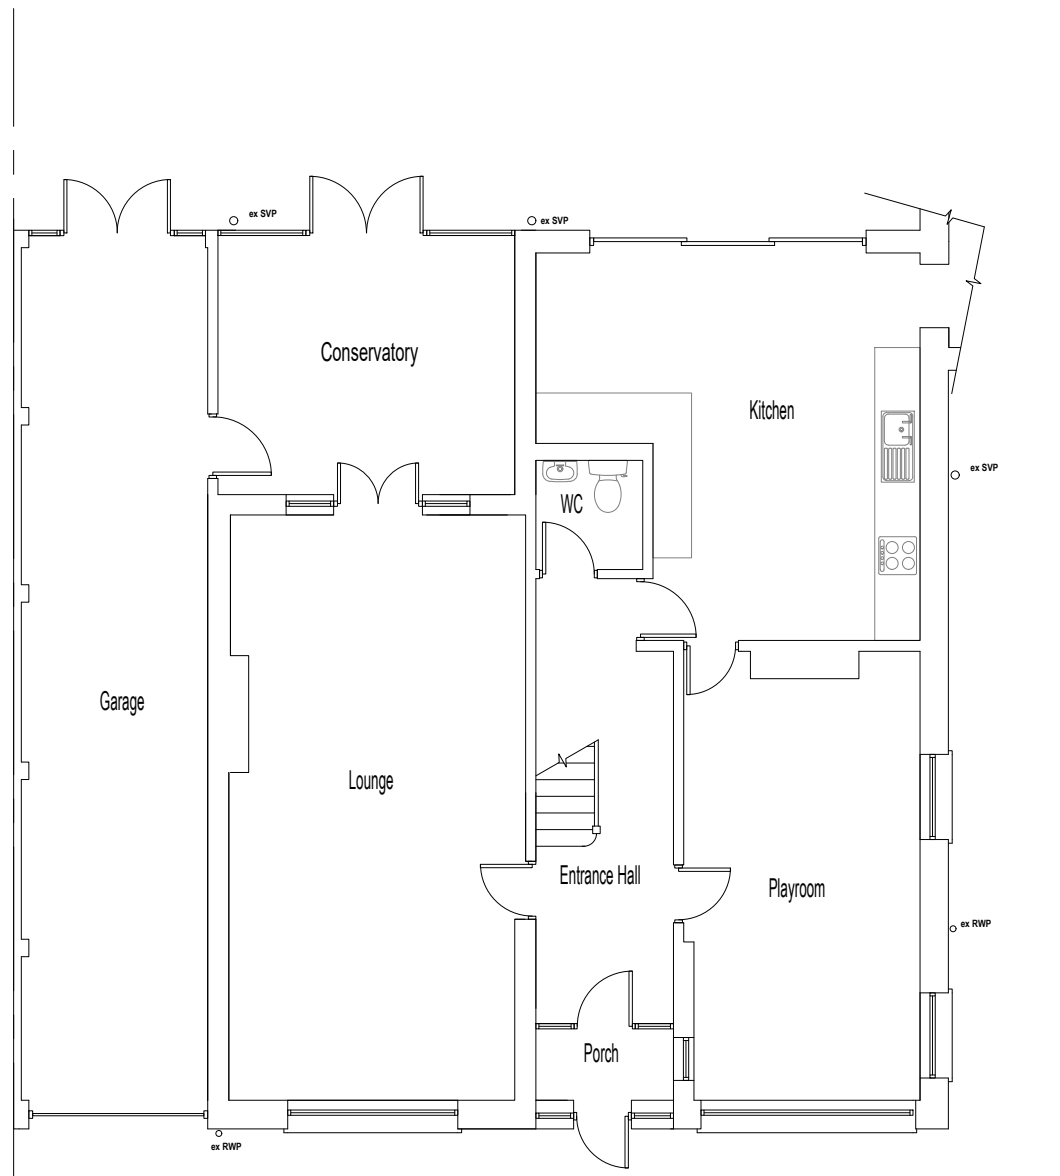 ex SVP
ex SVP
Conservatory
Kitchen
ex SVP
WC
Garage
Lounge
Entrance Hall
Playroom
ex RWP
Porch
ex RWP